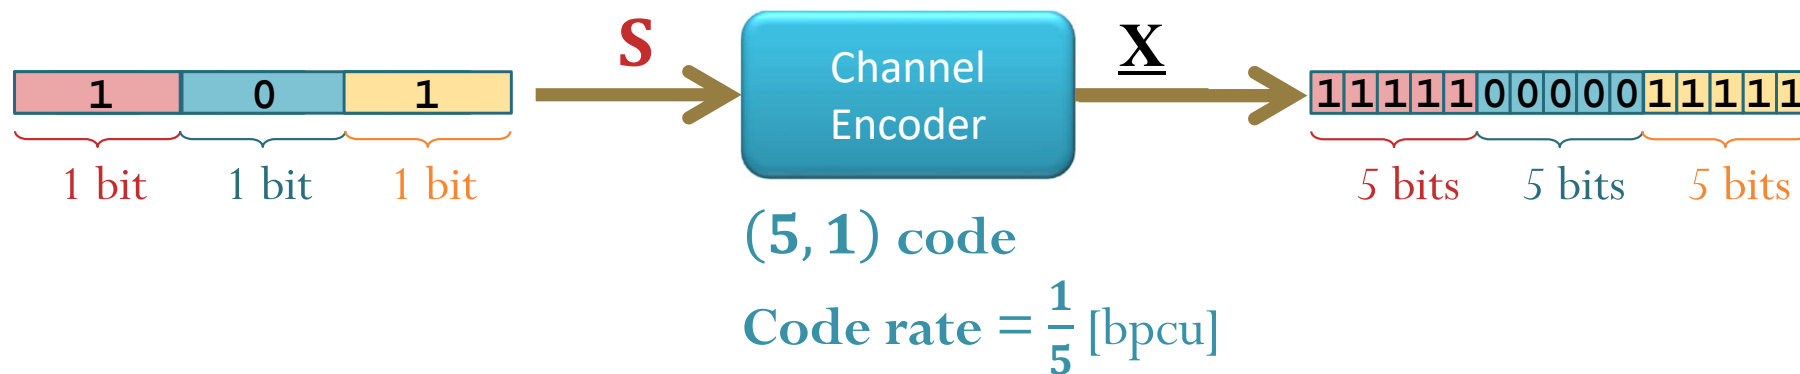 S
X
1 0 1
Channel
Encoder
111110000011111
1 bit 1 bit 1 bit
5 bits 5 bits 5 bits
(5, 1) code
Code rate = 1/5 [bpcu]